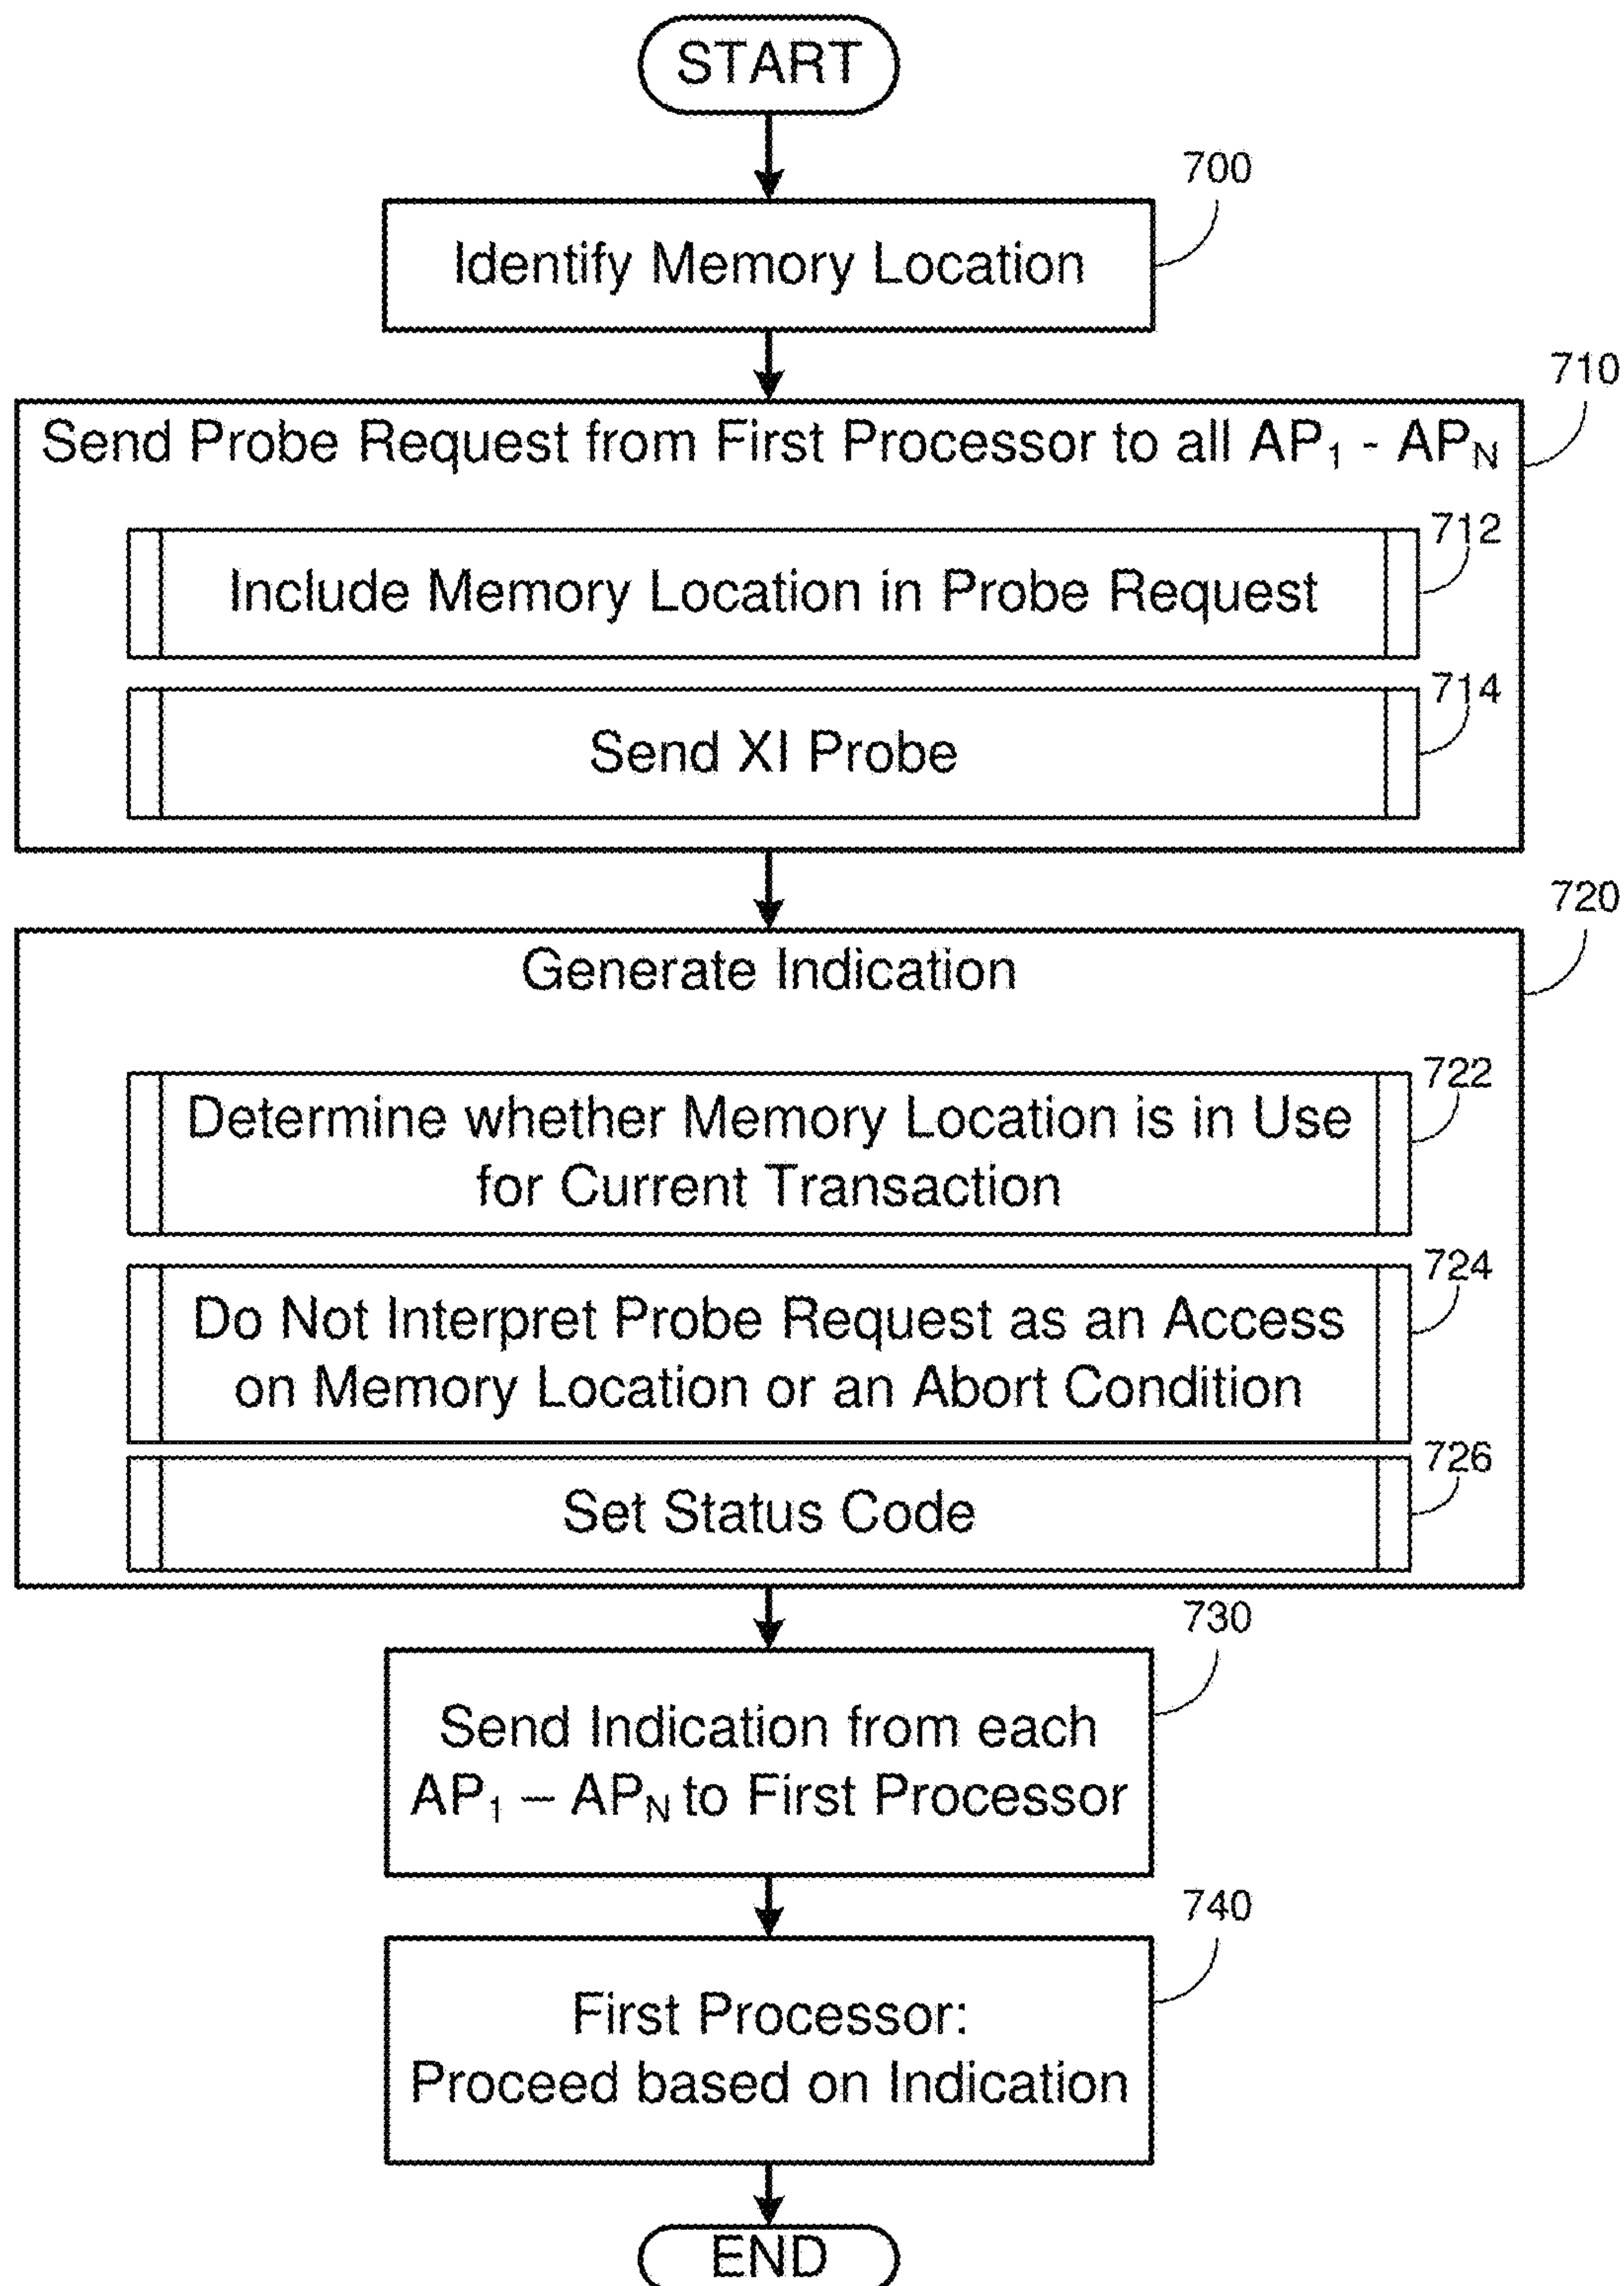 START
700
Identify Memory Location
710
Send Probe Request from First Processor to all AP₁ - APN
712
Include Memory Location in Probe Request
714
Send XI Probe
720
Generate Indication
722
Determine whether Memory Location is in Use
for Current Transaction
724
Do Not Interpret Probe Request as an Access
on Memory Location or an Abort Condition
726
Set Status Code
730
Send Indication from each
AP₁ – APN to First Processor
740
First Processor:
Proceed based on Indication
END